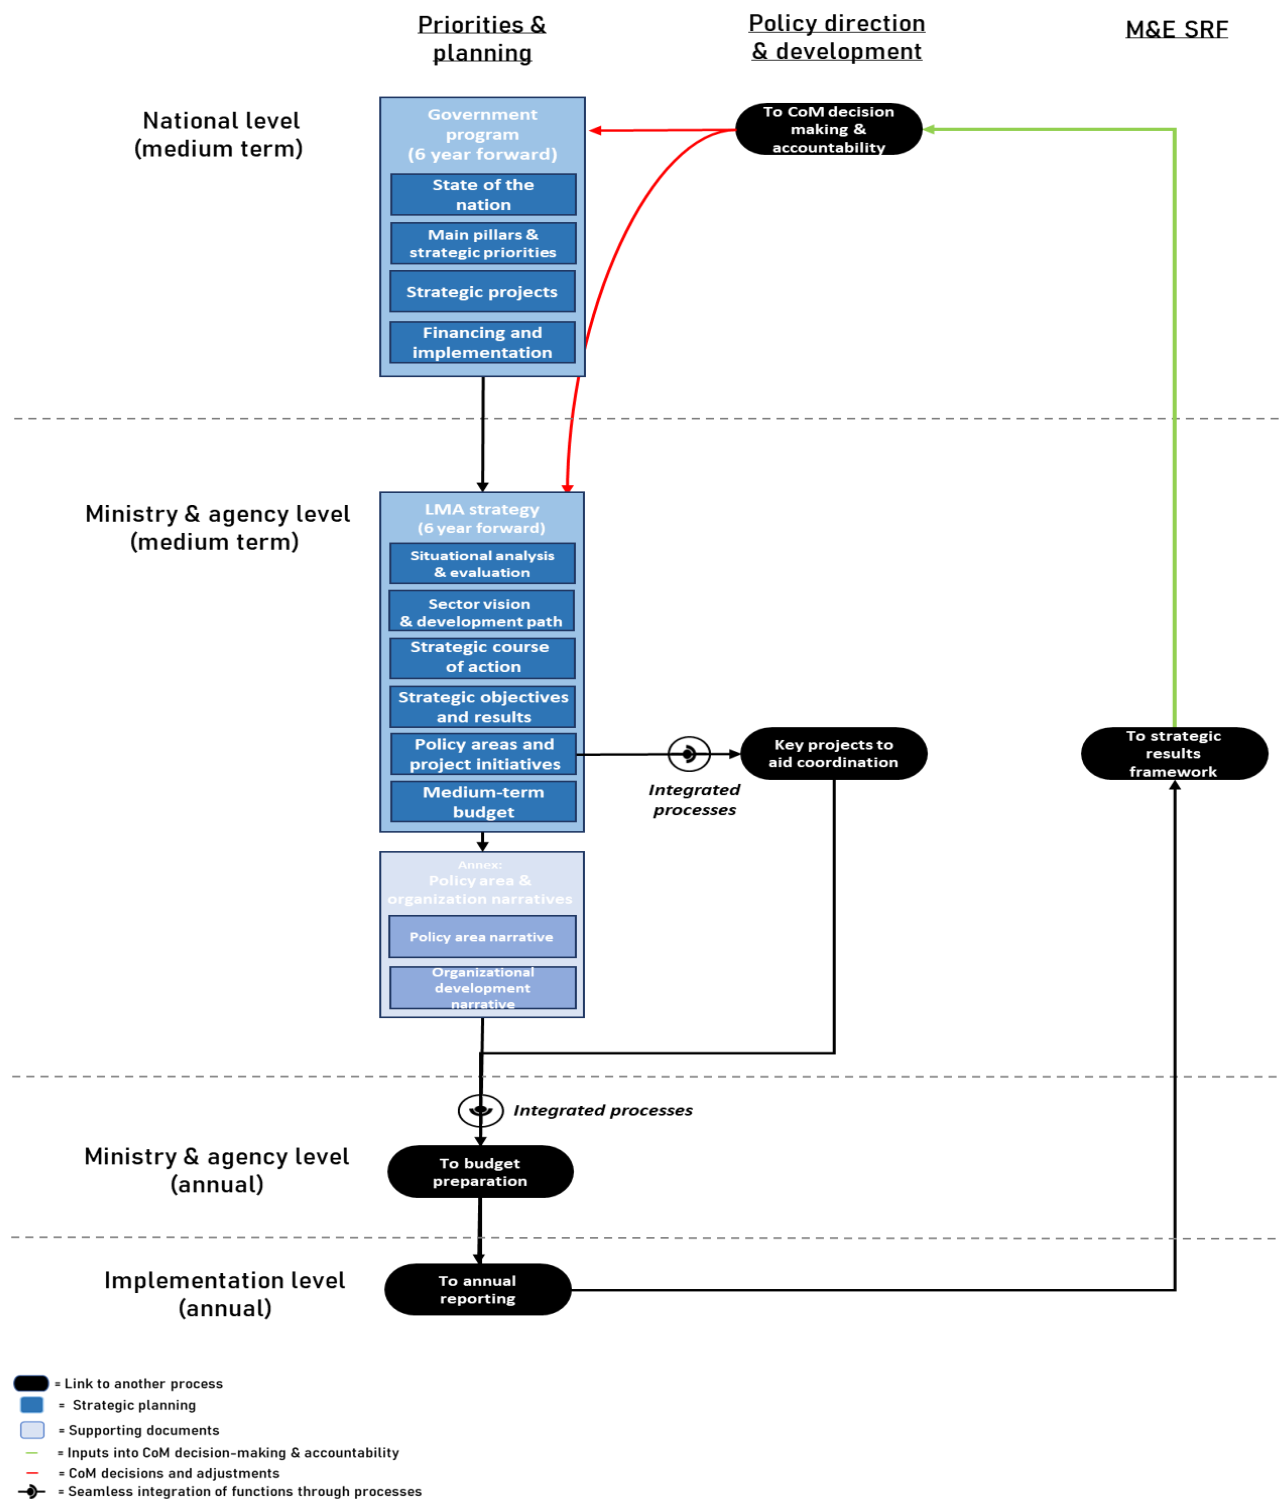 Priorities &
planning
Policy direction
& development
M&E SRF
National level
(medium term)
Government
program
(6 year forward)
State of the
nation
Main pillars &
strategic priorities
Strategic projects
Financing and
implementation
To CoM decision
making &
accountability
Ministry & agency level
(medium term)
LMA strategy
(6 year forward)
Situational analysis
& evaluation
Sector vision
& development path
Strategic course
of action
Strategic objectives
and results
Policy areas and
project initiatives
Medium-term
budget
Integrated
processes
Key projects to
aid coordination
To strategic
results
framework
Annex:
Policy area &
organization narratives
Policy area narrative
Organizational
development
narrative
Integrated processes
Ministry & agency level
(annual)
To budget
preparation
Implementation level
(annual)
To annual
reporting
= Link to another process
= Strategic planning
= Supporting documents
= Inputs into CoM decision-making & accountability
= CoM decisions and adjustments
= Seamless integration of functions through processes